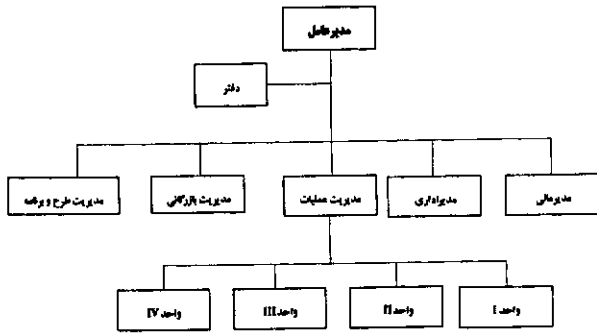 مدیرعامل
دفتر
مدیرمالی
مدیراداری
مدیریت عملیات
مدیریت بازرگانی
مدیریت طرح و برنامه
واحد I
واحد II
واحد III
واحد IV